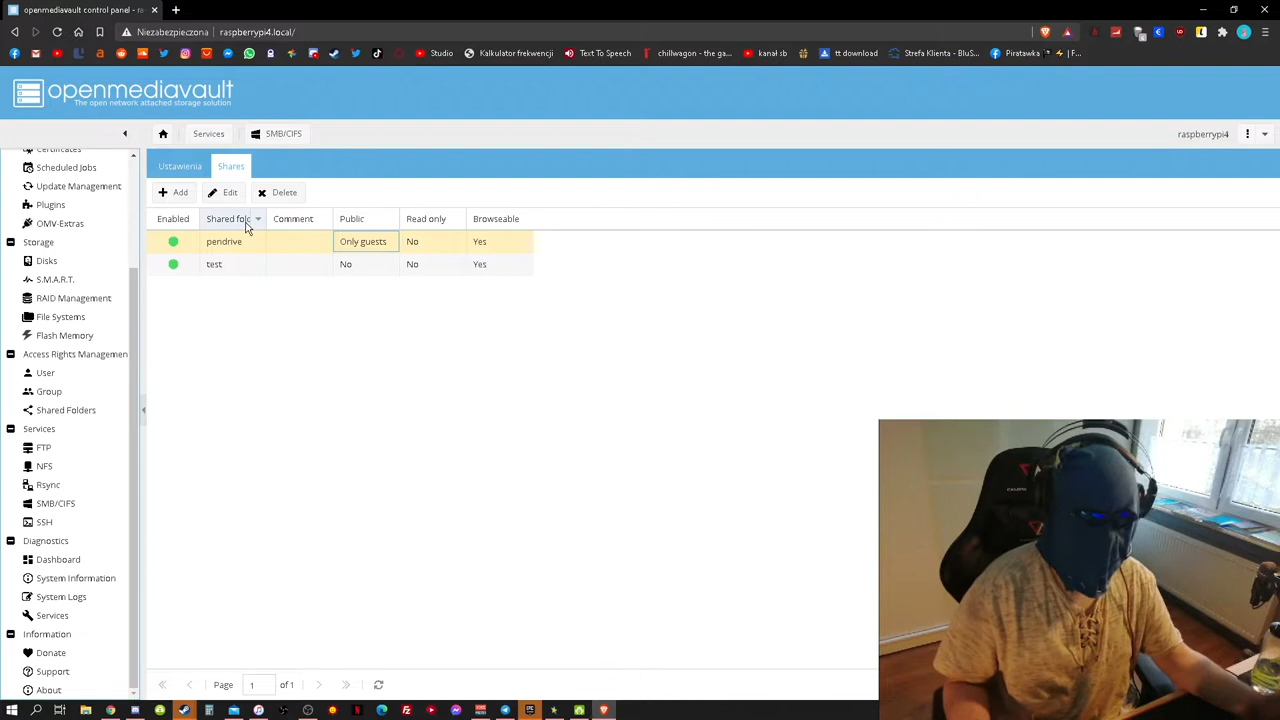 openmediavault control panel - ra
Niezabezpieczona
raspberrypi4.local/
Studio
Kalkulator frekwencji
Text To Speech
chillwagon - the ga...
kanał sb
tt download
Strefa Klienta - BluS...
Piratawka
| F...
openmediavault
The open network attached storage solution
Services
SMB/CIFS
raspberrypi4
Certificates
Scheduled Jobs
Update Management
Plugins
OMV-Extras
Storage
Disks
S.M.A.R.T.
RAID Management
File Systems
Flash Memory
Access Rights Managemen
User
Group
Shared Folders
Services
FTP
NFS
Rsync
SMB/CIFS
SSH
Diagnostics
Dashboard
System Information
System Logs
Services
Information
Donate
Support
About
Ustawienia
Shares
Add
Edit
Delete
Enabled
Shared fol
Comment
Public
Read only
Browseable
pendrive
Only guests
No
Yes
test
No
No
Yes
Page
1
of 1